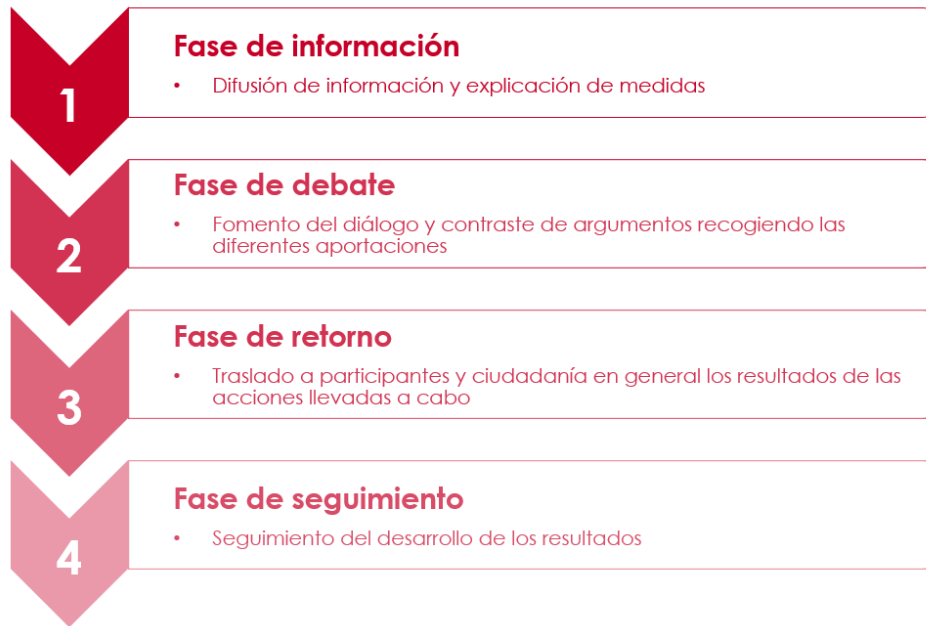 1
Fase de información
• Difusión de información y explicación de medidas
2
Fase de debate
• Fomento del diálogo y contraste de argumentos recogiendo las
diferentes aportaciones
3
Fase de retorno
• Traslado a participantes y ciudadanía en general los resultados de las
acciones llevadas a cabo
4
Fase de seguimiento
• Seguimiento del desarrollo de los resultados